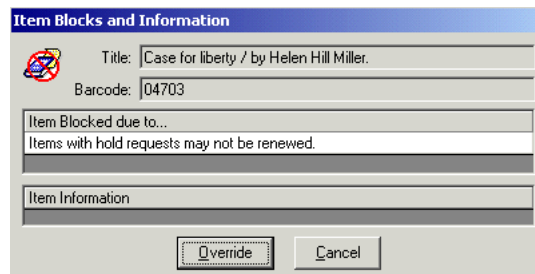 Item Blocks and Information
Title: Case for liberty / by Helen Hill Miller.
Barcode: 04703
Item Blocked due to...
Items with hold requests may not be renewed.
Item Information
Override Cancel